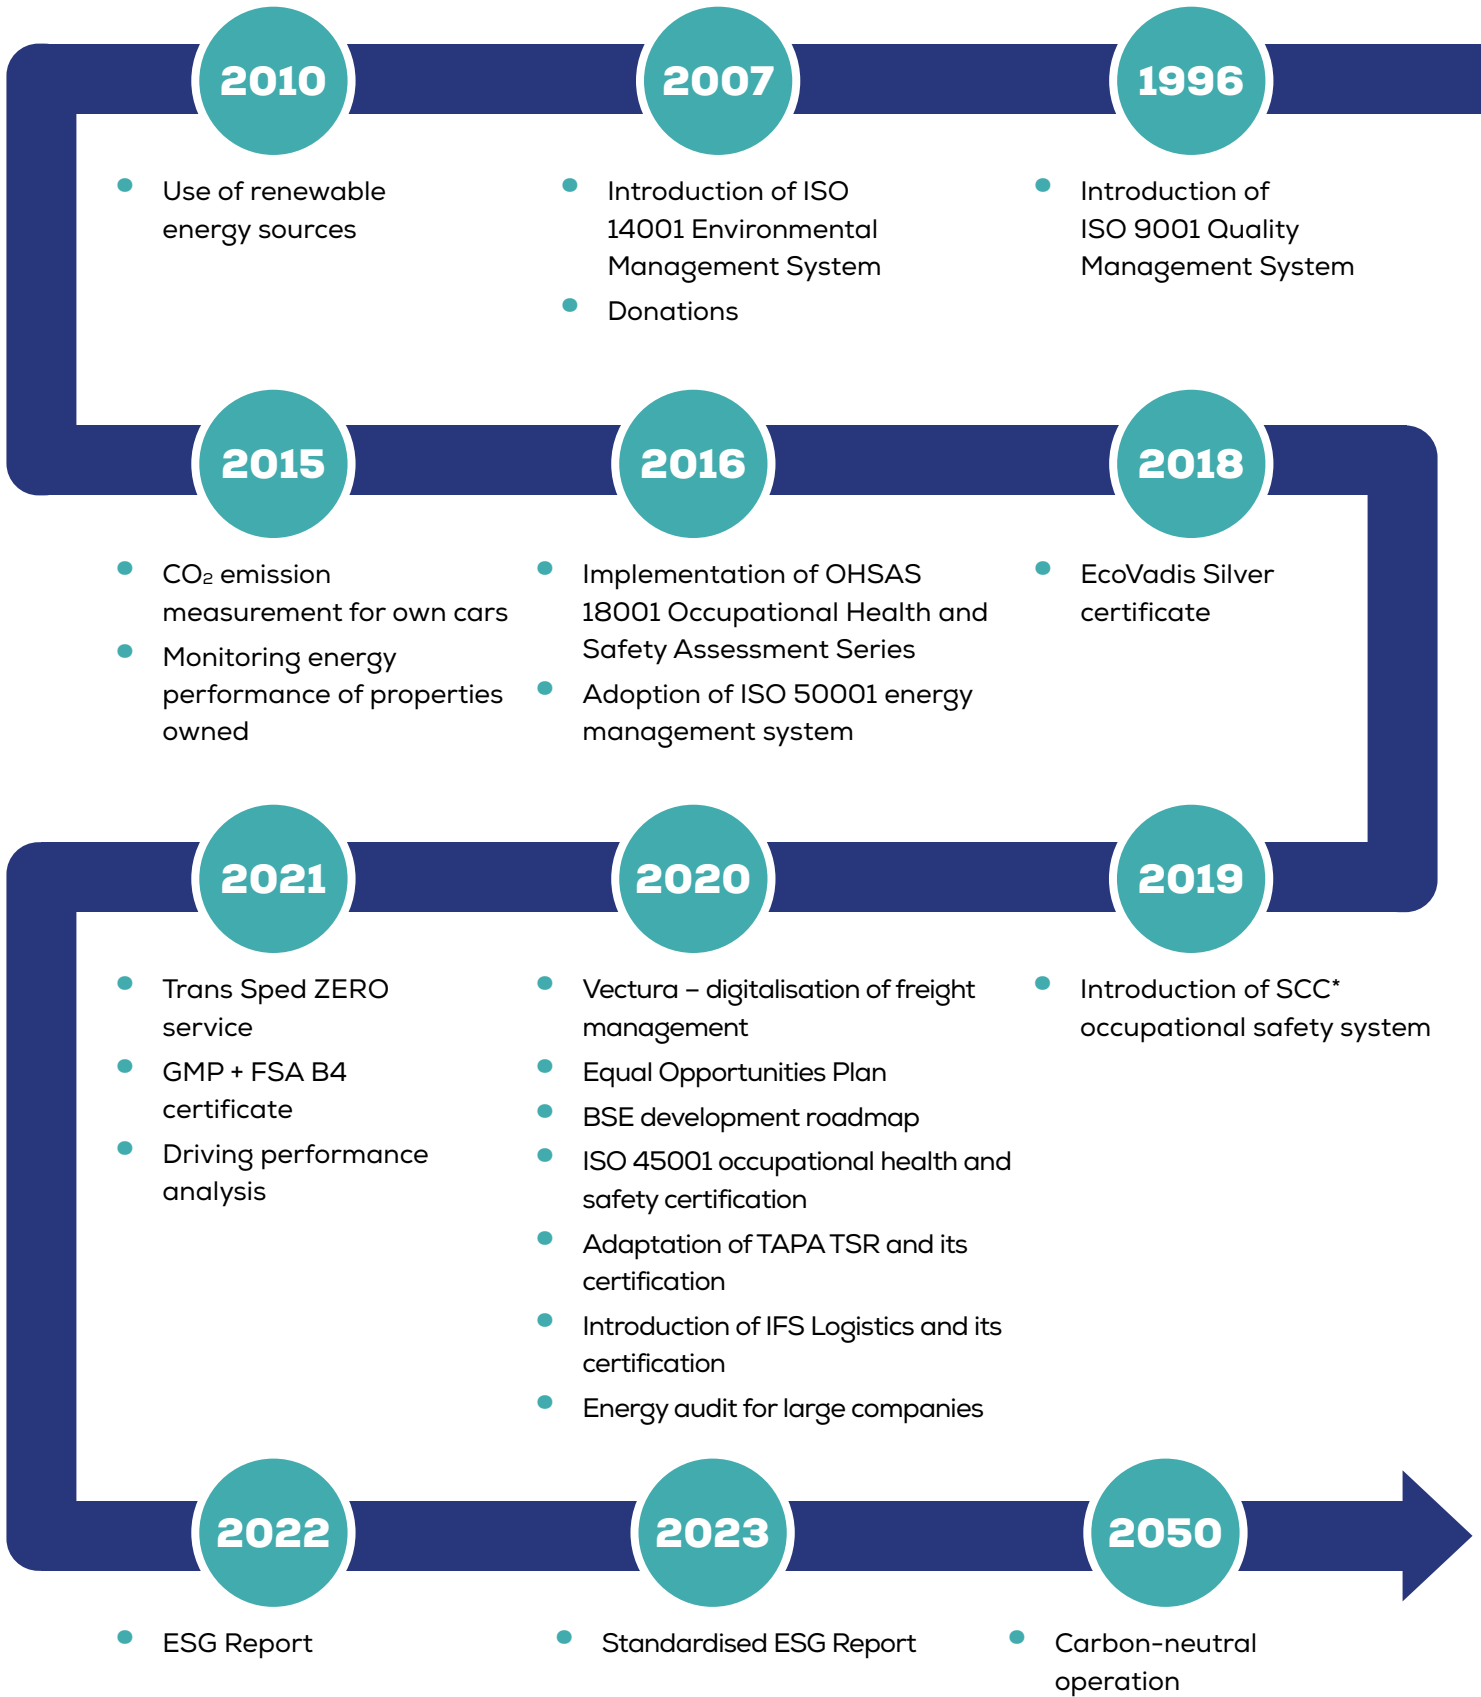 2010
Use of renewable
energy sources
2007
Introduction of ISO
14001 Environmental
Management System
Donations
1996
Introduction of
ISO 9001 Quality
Management System
2015
CO₂ emission
measurement for own cars
Monitoring energy
performance of properties
owned
2016
Implementation of OHSAS
18001 Occupational Health and
Safety Assessment Series
Adoption of ISO 50001 energy
management system
2018
EcoVadis Silver
certificate
2021
Trans Sped ZERO
service
GMP + FSA B4
certificate
Driving performance
analysis
2020
Vectura – digitalisation of freight
management
Equal Opportunities Plan
BSE development roadmap
ISO 45001 occupational health and
safety certification
Adaptation of TAPA TSR and its
certification
Introduction of IFS Logistics and its
certification
Energy audit for large companies
2019
Introduction of SCC*
occupational safety system
2022
ESG Report
2023
Standardised ESG Report
2050
Carbon-neutral
operation